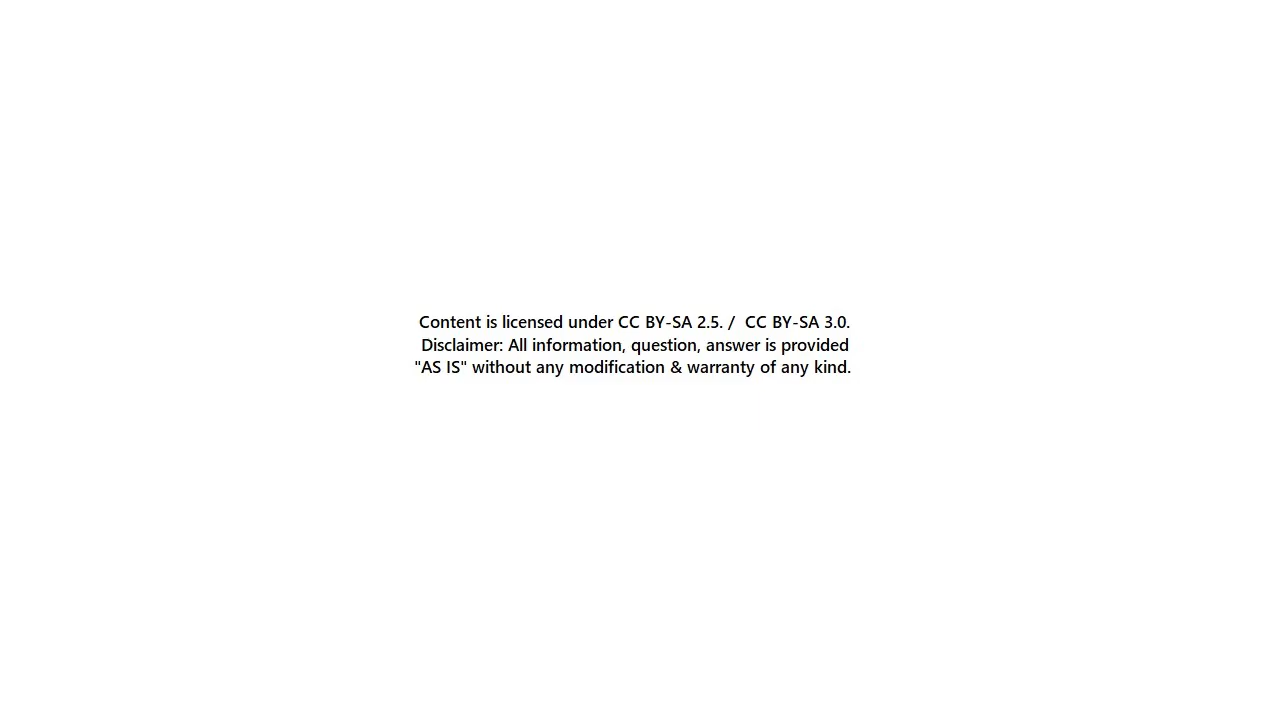 Content is licensed under CC BY-SA 2.5. /  CC BY-SA 3.0.
Disclaimer: All information, question, answer is provided
"AS IS" without any modification & warranty of any kind.